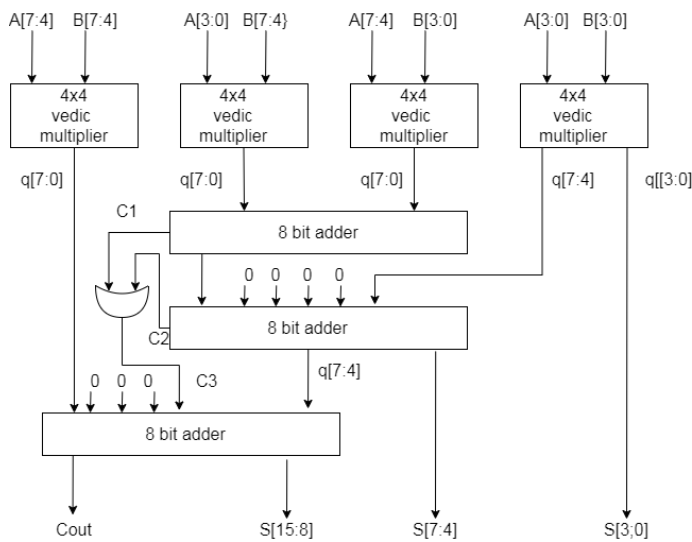 A[7:4] B[7:4] A[3:0] B[7:4} A[7:4] B[3:0] A[3:0] B[3:0]
4x4 4x4 4x4 4x4
vedic vedic vedic vedic
multiplier multiplier multiplier multiplier
q[7:0] q[7:0] q[7:0] q[7:4] q[[3:0]
C1
8 bit adder
0 0 0 0
8 bit adder
C2
q[7:4]
0 0 0 C3
8 bit adder
Cout S[15:8] S[7:4] S[3;0]